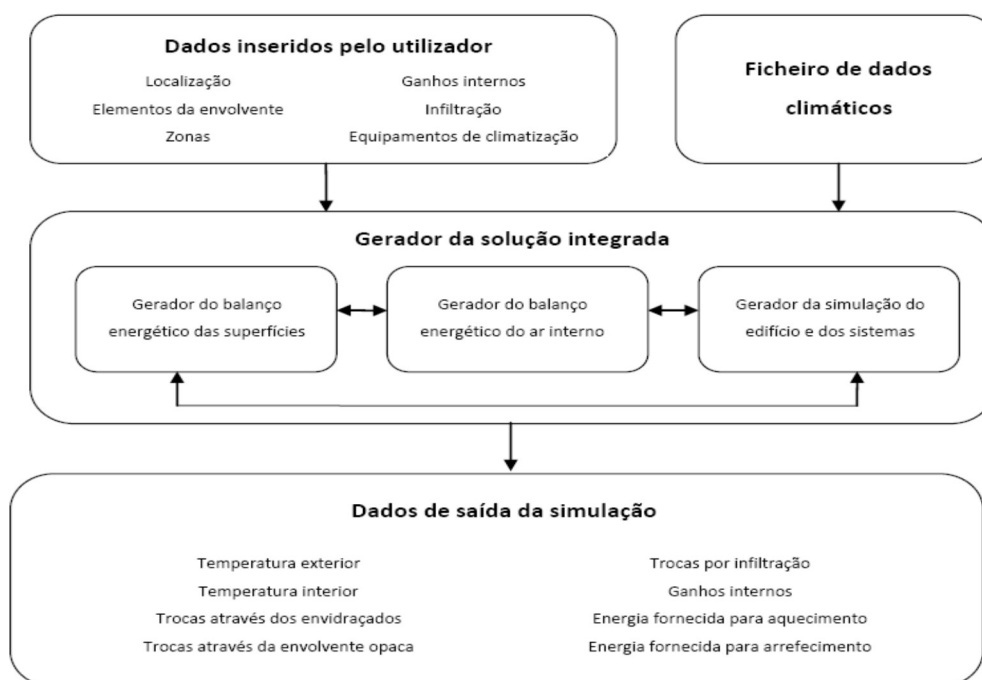 Dados inseridos pelo utilizador
Localização
Elementos da envolvente
Zonas
Ganhos internos
Infiltração
Equipamentos de climatização
Ficheiro de dados
climáticos
Gerador da solução integrada
Gerador do balanço
energético das superfícies
Gerador do balanço
energético do ar interno
Gerador da simulação do
edifício e dos sistemas
Dados de saída da simulação
Temperatura exterior
Temperatura interior
Trocas através dos envidraçados
Trocas através da envolvente opaca
Trocas por infiltração
Ganhos internos
Energia fornecida para aquecimento
Energia fornecida para arrefecimento